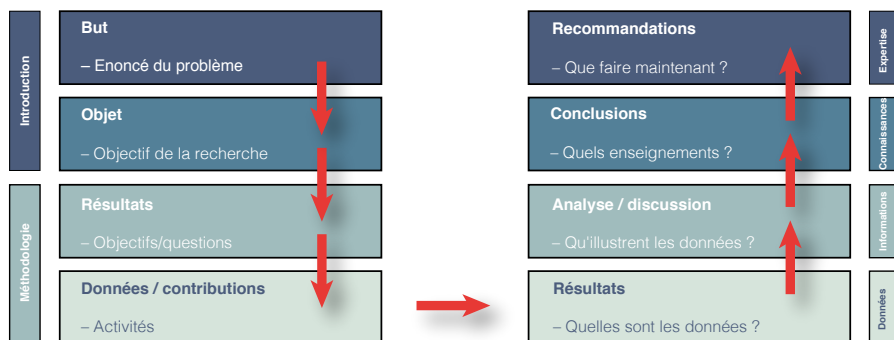 Introduction
But
– Enoncé du problème
Objet
– Objectif de la recherche
Méthodologie
Résultats
– Objectifs/questions
Données / contributions
– Activités
Recommandations
– Que faire maintenant ?
Expertise
Conclusions
– Quels enseignements ?
Connaissances
Analyse / discussion
– Qu'illustrent les données ?
Informations
Résultats
– Quelles sont les données ?
Données